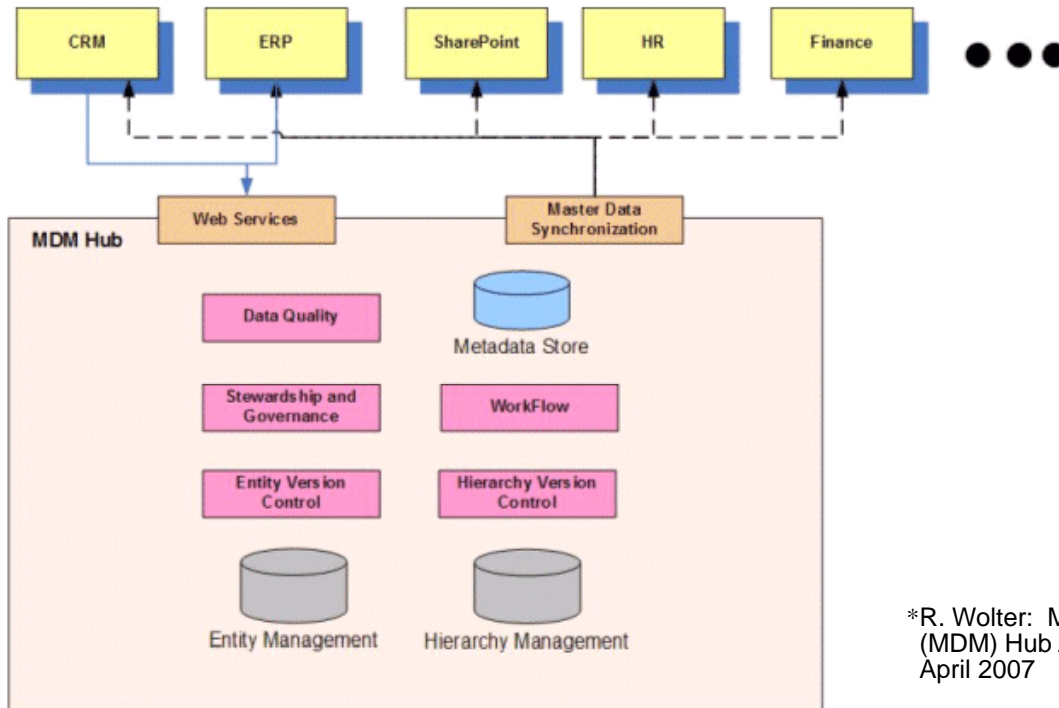 CRM
ERP
SharePoint
HR
Finance
Web Services
Master Data
Synchronization
MDM Hub
Data Quality
Metadata Store
Stewardship and
Governance
WorkFlow
Entity Version
Control
Hierarchy Version
Control
Entity Management
Hierarchy Management
*R. Wolter:
(MDM) Hub
April 2007